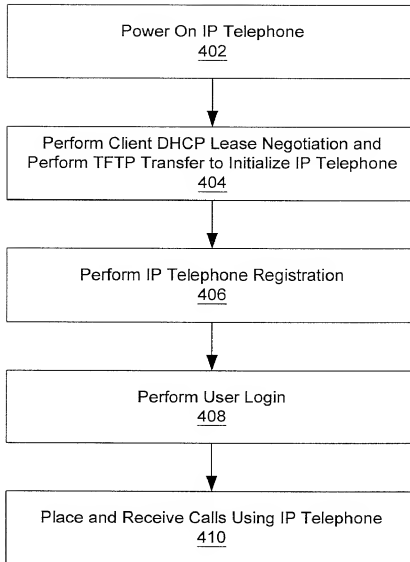 Power On IP Telephone
402
Perform Client DHCP Lease Negotiation and
Perform TFTP Transfer to Initialize IP Telephone
404
Perform IP Telephone Registration
406
Perform User Login
408
Place and Receive Calls Using IP Telephone
410